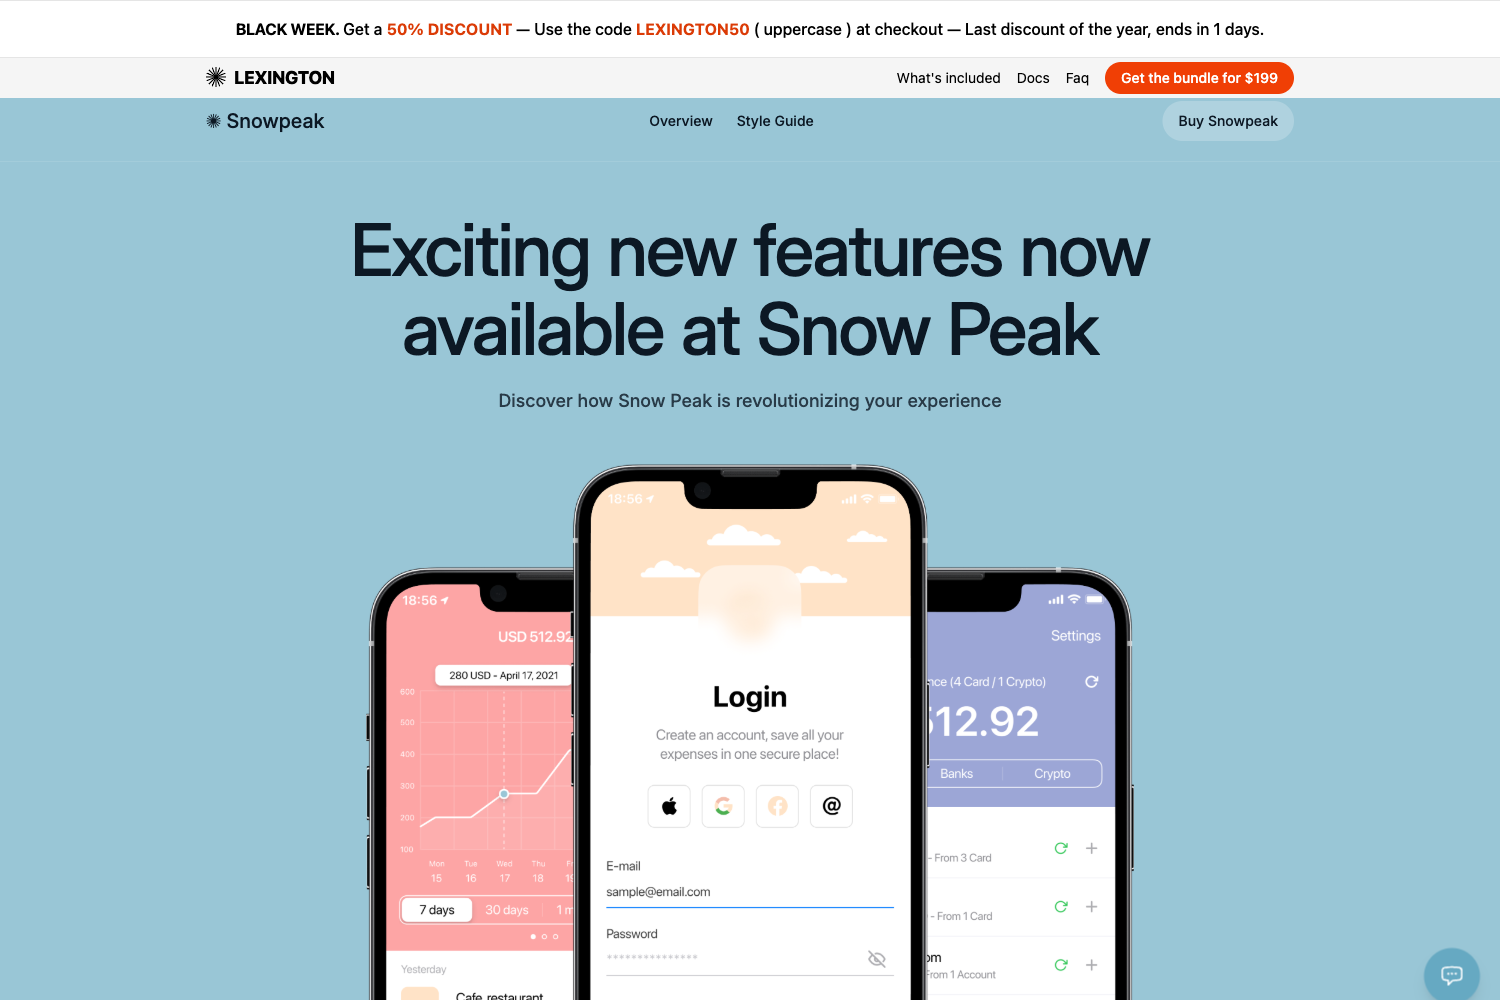 BLACK WEEK. Get a 50% DISCOUNT — Use the code LEXINGTON50 ( uppercase ) at checkout — Last discount of the year, ends in 1 days.
LEXINGTON
What's included
Docs
Faq
Get the bundle for $199
Snowpeak
Overview
Style Guide
Buy Snowpeak
Exciting new features now
available at Snow Peak
Discover how Snow Peak is revolutionizing your experience
18:56
USD 512.92
280 USD - April 17, 2021
600
500
400
300
200
100
Mon Tue Wed Thu
15 16 17 18
7 days
30 days
Yesterday
Cafe, restaurant
18:56
Login
Create an account, save all your
expenses in one secure place!
@
E-mail
sample@email.com
Password
***************
Settings
(4 Card / 1 Crypto)
512.92
Banks
Crypto
- From 3 Card
- From 1 Card
From 1 Account